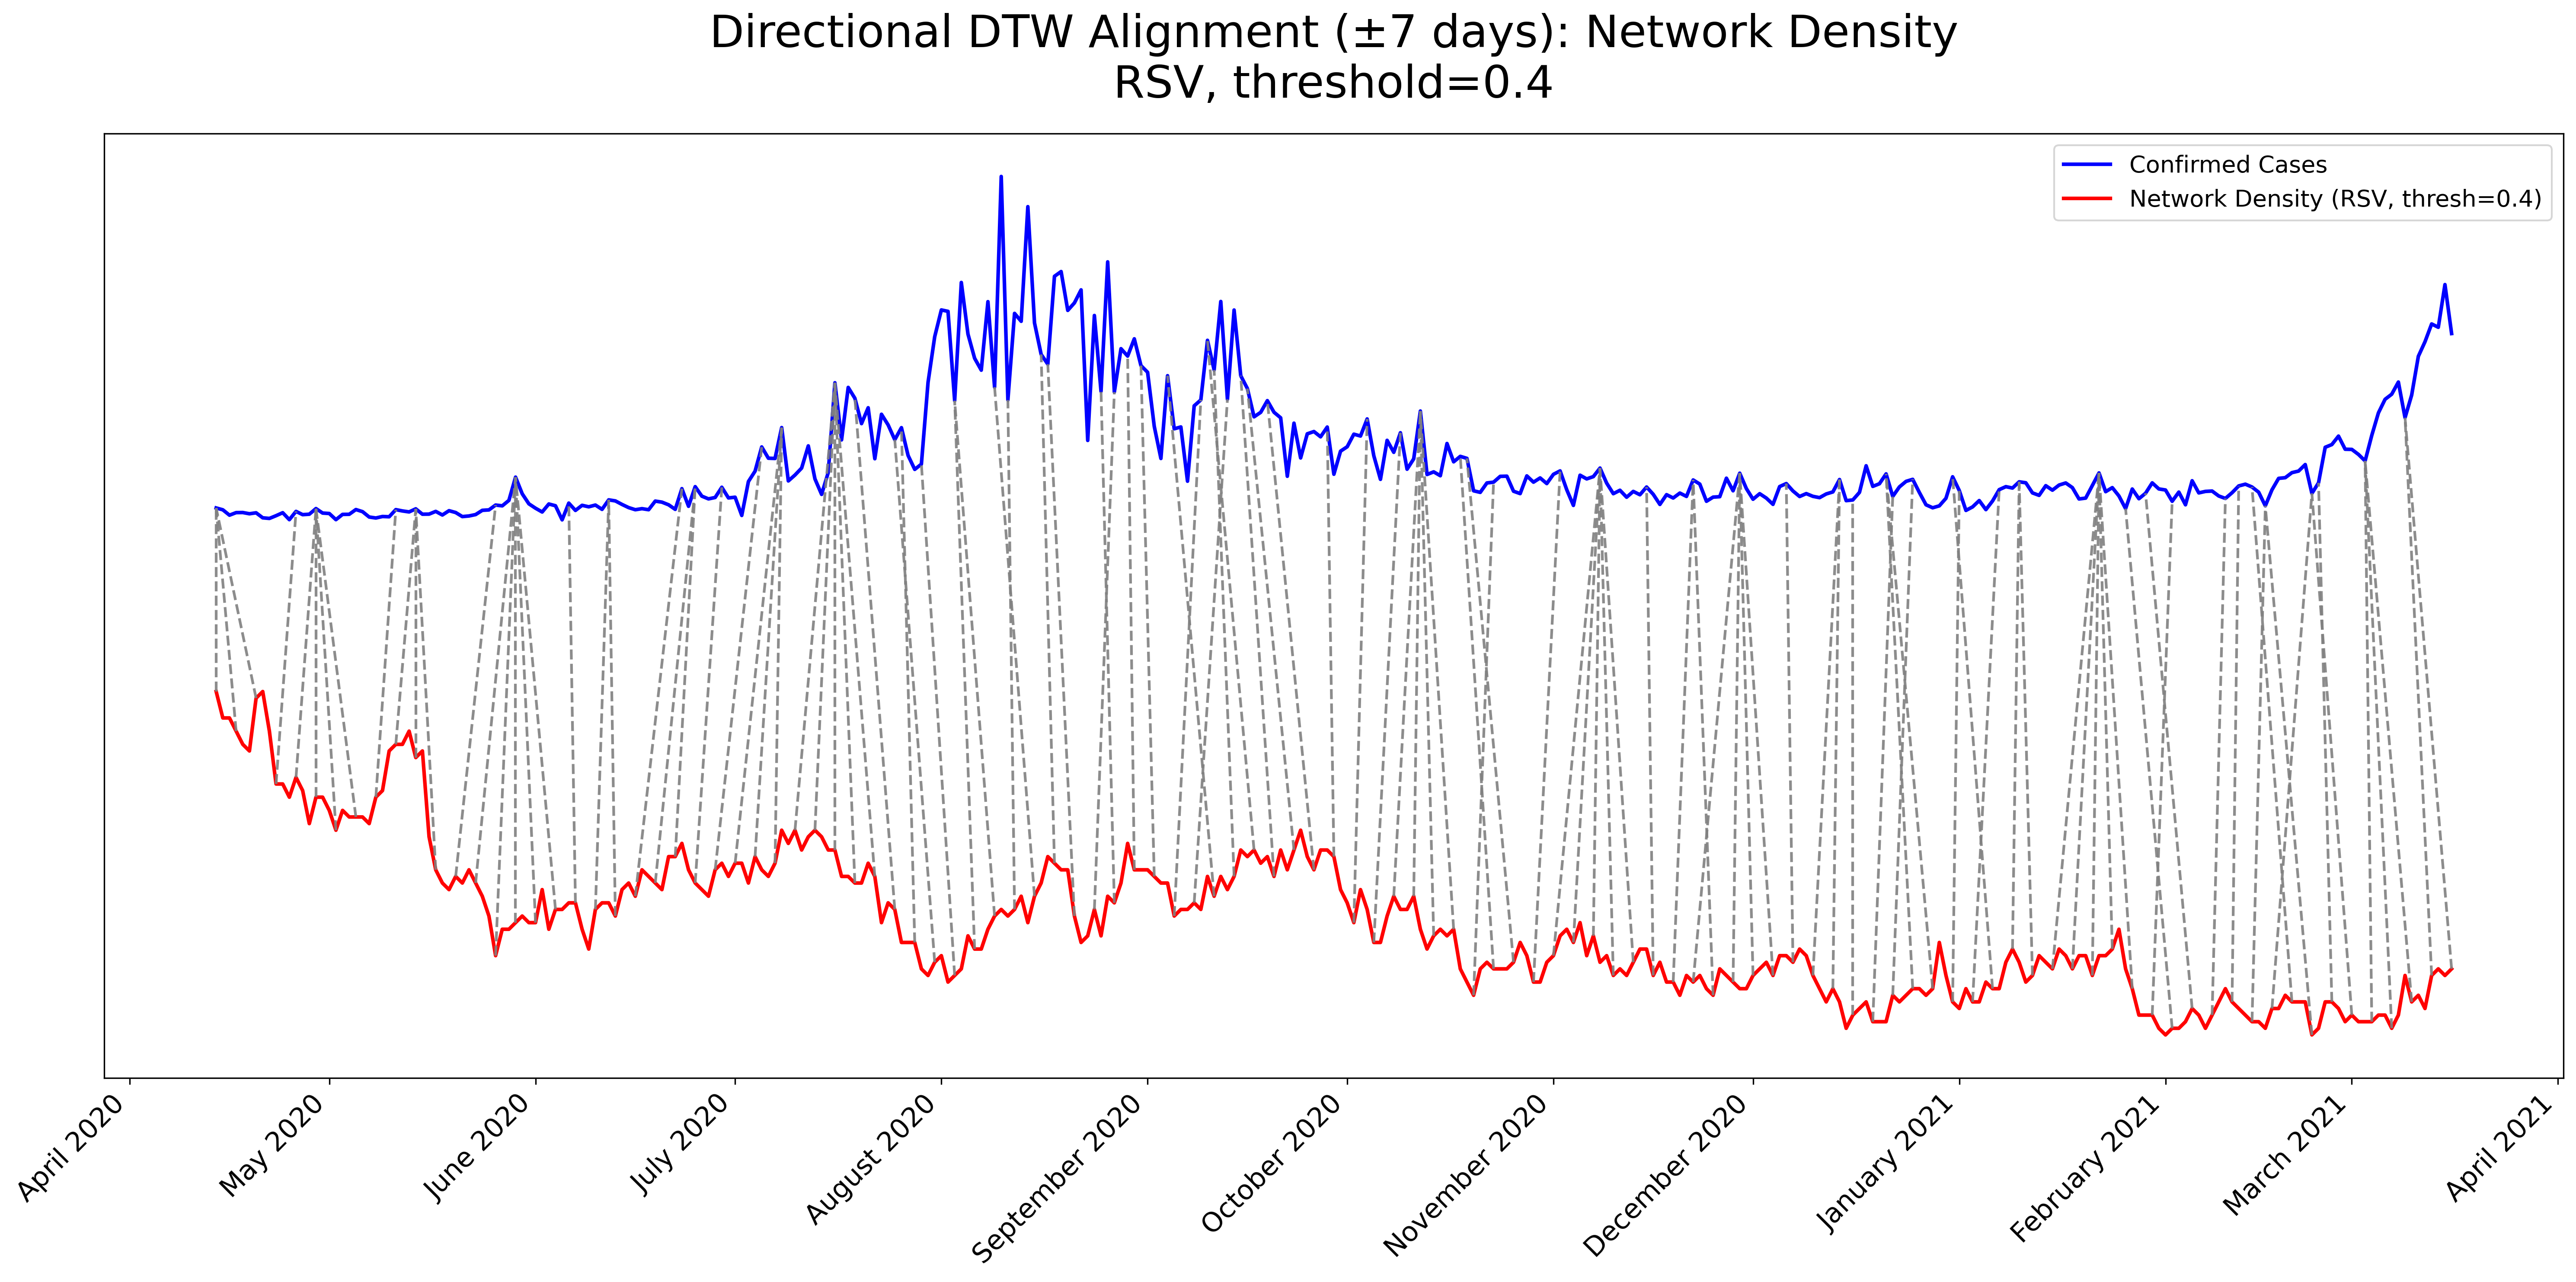 Directional DTW Alignment (±7 days): Network Density
RSV, threshold=0.4
Confirmed Cases
Network Density (RSV, thresh=0.4)
April 2020
May 2020
June 2020
July 2020
August 2020
September 2020
October 2020
November 2020
December 2020
January 2021
February 2021
March 2021
April 2021